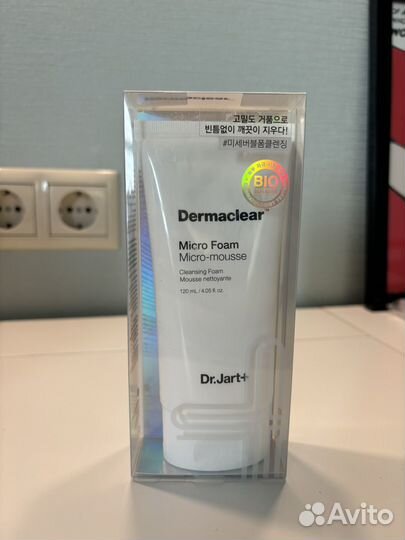 고밀도 거품으로
빈틈없이 깨끗이 지우다!
#미세버블폼클렌징
BIO
Dermaclear
Micro Foam
Micro-mousse
Cleansing Foam
Mousse nettoyante
120 mL / 4.05 fl. oz.
Dr.Jart+
Avito